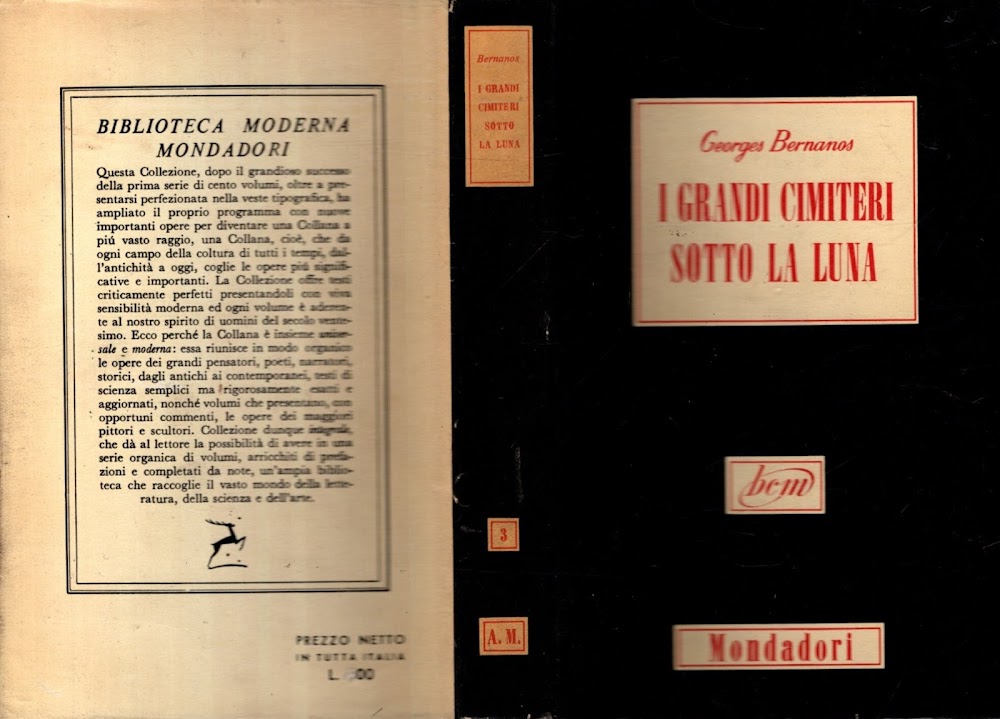 BIBLIOTECA MODERNA
MONDADORI
Questa Collezione, dopo il grandioso successo
della prima serie di cento volumi, oltre a pre-
sentarsi perfezionata nella veste tipografica, ha
ampliato il proprio programma con nuove
importanti opere per diventare una Collana a
piú vasto raggio, una Collana, cioè, che da
ogni campo della coltura di tutti i tempi, dal-
l'antichità a oggi, coglie le opere piú signifi-
cative e importanti. La Collezione offre testi
criticamente perfetti presentandoli con viva
sensibilità moderna ed ogni volume è aderen-
te al nostro spirito di uomini del secolo vente-
simo. Ecco perché la Collana è insieme univer-
sale e moderna: essa riunisce in modo organico
le opere dei grandi pensatori, poeti, narratori,
storici, dagli antichi ai contemporanei, testi di
scienza semplici ma rigorosamente esatti e
aggiornati, nonché volumi che presentano, con
opportuni commenti, le opere dei maggiori
pittori e scultori. Collezione dunque integrale,
che dà al lettore la possibilità di avere in una
serie organica di volumi, arricchiti di prefa-
zioni e completati da note, un'ampia biblio-
teca che raccoglie il vasto mondo della lette-
ratura, della scienza e dell'arte.
PREZZO NETTO
IN TUTTA ITALIA
L.
Bernanos
I GRANDI
CIMITERI
SOTTO
LA LUNA
3
A. M.
Georges Bernanos
I GRANDI CIMITERI
SOTTO LA LUNA
bcm
Mondadori